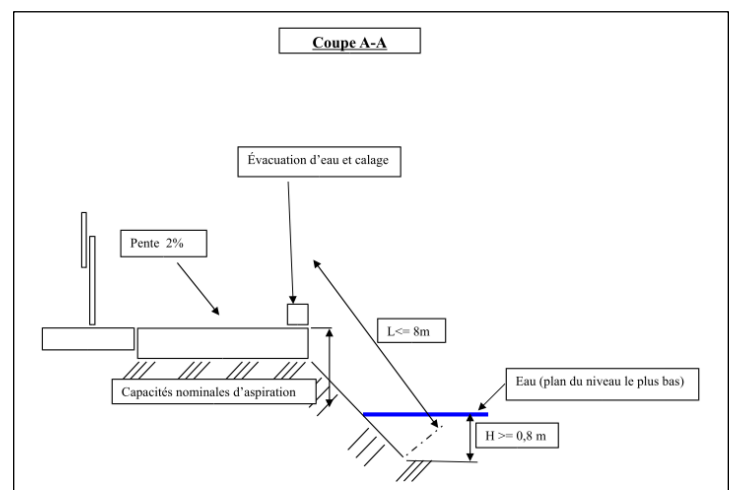 Coupe A-A
Évacuation d'eau et calage
Pente 2%
L<= 8m
Eau (plan du niveau le plus bas)
Capacités nominales d'aspiration
H >= 0,8 m